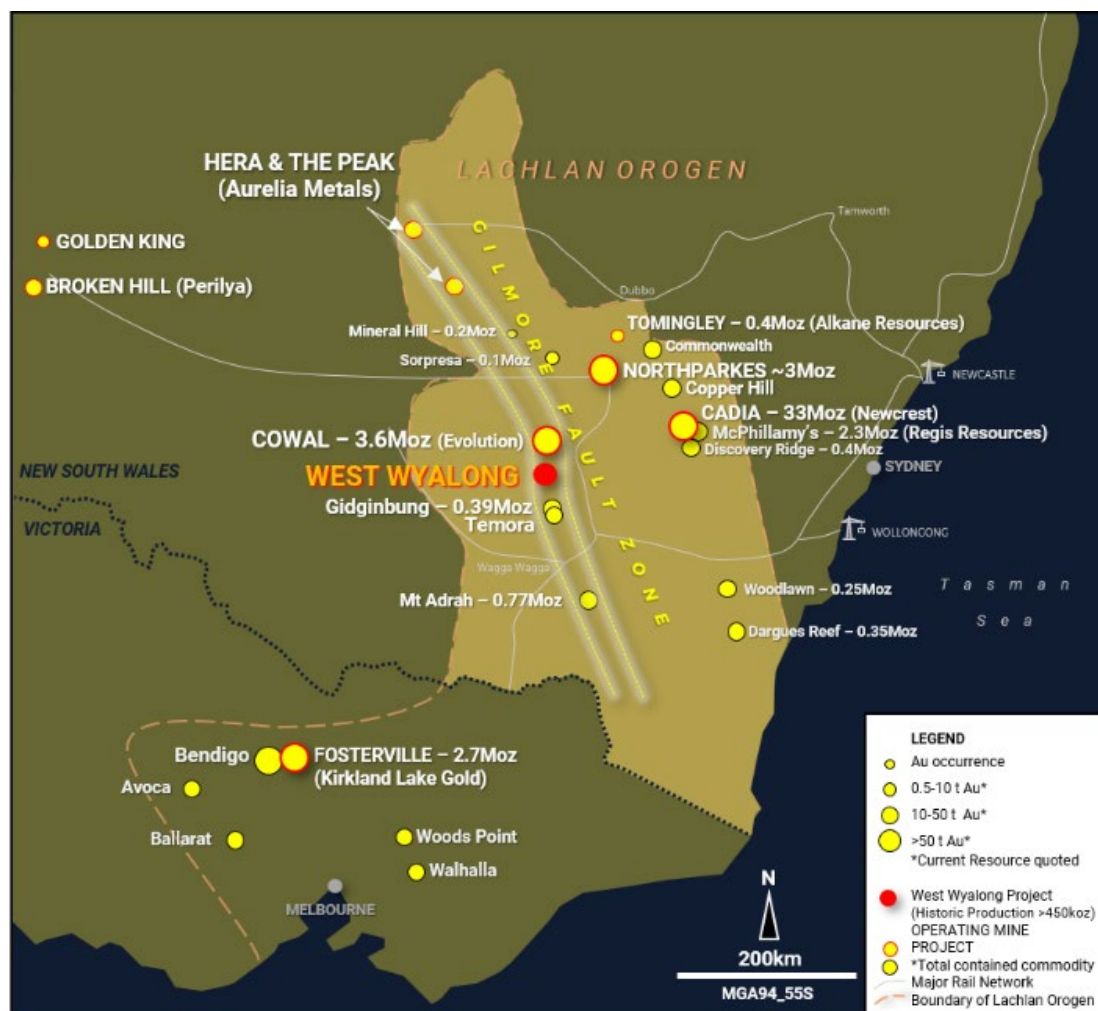 LACHLAN OROGEN
HERA & THE PEAK
(Aurelia Metals)
Tamworth
GOLDEN KING
BROKEN HILL (Perilya)
GILMORE FAULT ZONE
Dubbo
Mineral Hill – 0.2Moz
TOMINGLEY – 0.4Moz (Alkane Resources)
Commonwealth
Sorpresa – 0.1Moz
NORTHPARKES ~3Moz
NEWCASTLE
Copper Hill
CADIA – 33Moz (Newcrest)
McPhillamy's – 2.3Moz (Regis Resources)
COWAL – 3.6Moz (Evolution)
Discovery Ridge – 0.4Moz
NEW SOUTH WALES
WEST WYALONG
SYDNEY
Gidginbung – 0.39Moz
Temora
VICTORIA
WOLLONGONG
Wagga Wagga
Mt Adrah – 0.77Moz
Woodlawn – 0.25Moz
Tasman
Sea
Dargues Reef – 0.35Moz
Bendigo
FOSTERVILLE – 2.7Moz
(Kirkland Lake Gold)
Avoca
Ballarat
Woods Point
Walhalla
MELBOURNE
N
200km
MGA94_55S
LEGEND
Au occurrence
0.5-10 t Au*
10-50 t Au*
>50 t Au*
*Current Resource quoted
West Wyalong Project
(Historic Production >450koz)
OPERATING MINE
PROJECT
*Total contained commodity
Major Rail Network
Boundary of Lachlan Orogen